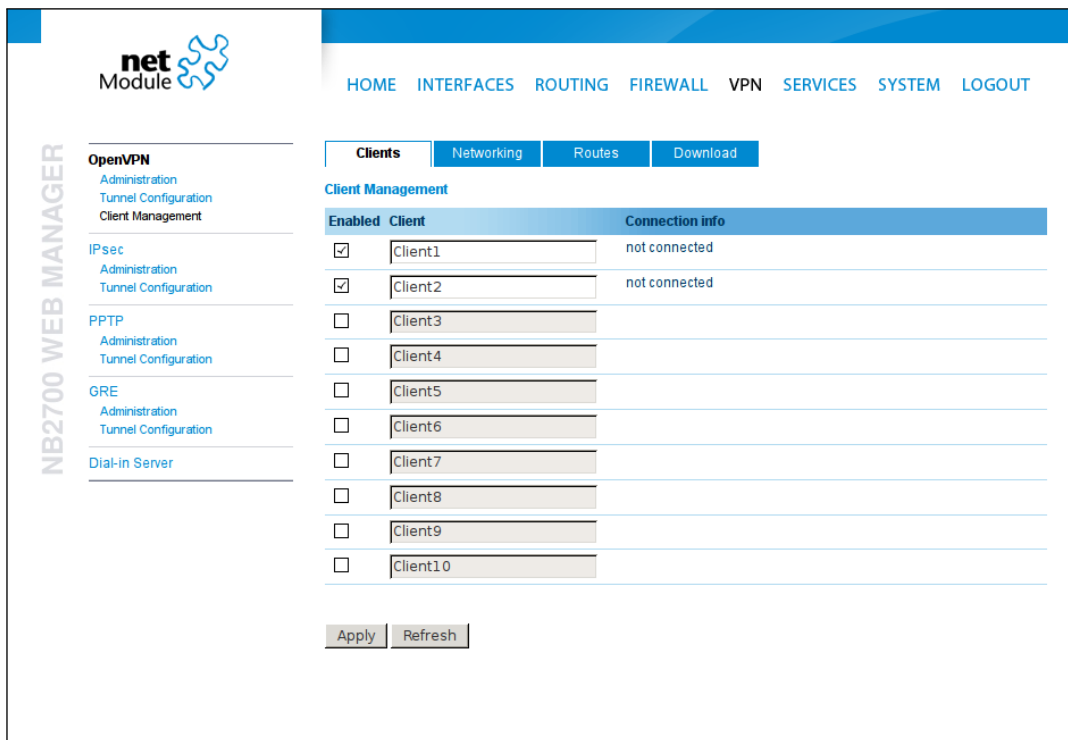 net
Module
HOME INTERFACES ROUTING FIREWALL VPN SERVICES SYSTEM LOGOUT
NB2700 WEB MANAGER
OpenVPN
Administration
Tunnel Configuration
Client Management
IPsec
Administration
Tunnel Configuration
PPTP
Administration
Tunnel Configuration
GRE
Administration
Tunnel Configuration
Dial-in Server
Clients Networking Routes Download
Client Management
Enabled Client Connection info
Client1 not connected
Client2 not connected
Client3
Client4
Client5
Client6
Client7
Client8
Client9
Client10
Apply Refresh